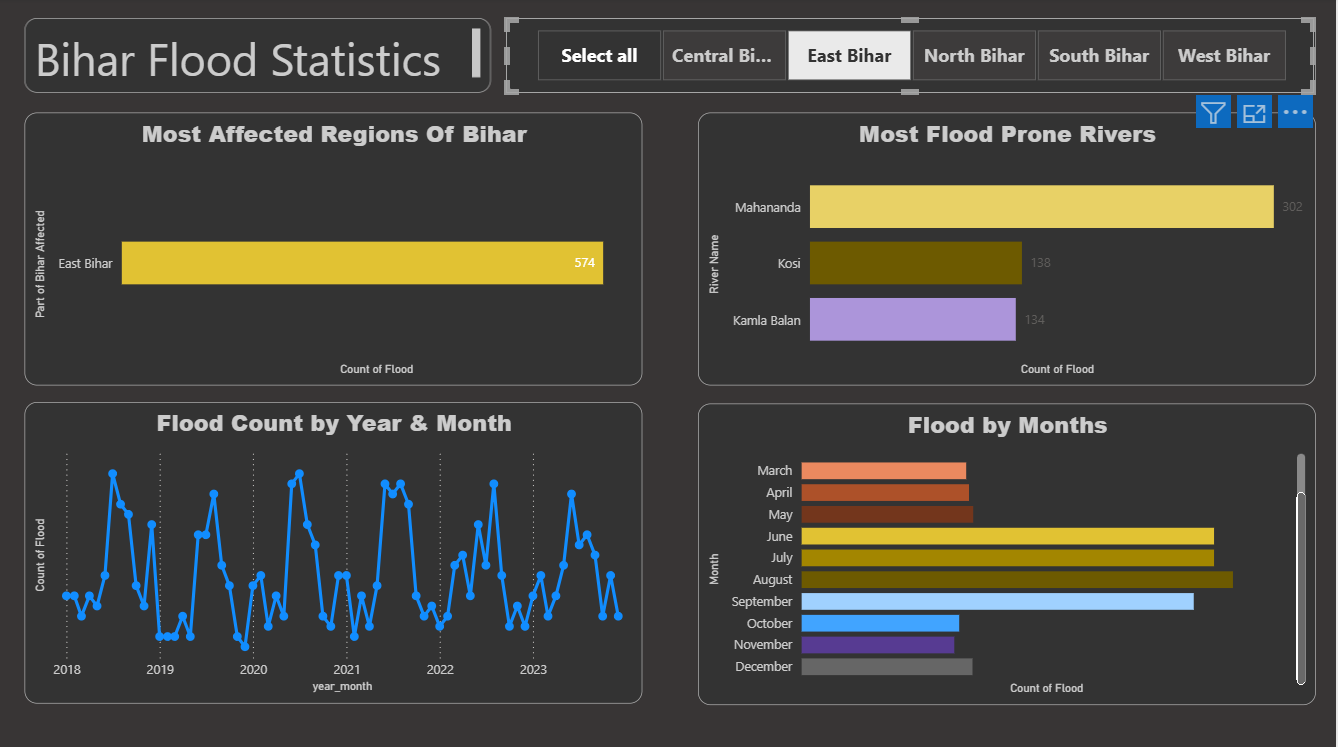 Bihar Flood Statistics
Select all
Central Bi...
East Bihar
North Bihar
South Bihar
West Bihar
Most Affected Regions Of Bihar
Part of Bihar Affected
East Bihar
574
Count of Flood
Most Flood Prone Rivers
River Name
Mahananda
302
Kosi
138
Kamla Balan
134
Count of Flood
Flood Count by Year & Month
Count of Flood
2018
2019
2020
2021
2022
2023
year_month
Flood by Months
Month
March
April
May
June
July
August
September
October
November
December
Count of Flood